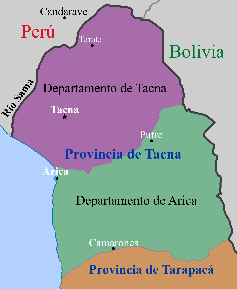 Candarave
Perú
Tarata
Bolivia
Río Sama
Departamento de Tacna
Tacna
Putre
Provincia de Tacna
Arica
Departamento de Arica
Camarones
Provincia de Tarapacá